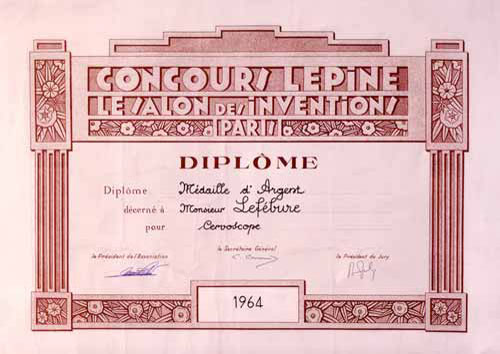 CONCOURS LEPINE
LE SALON DES INVENTIONS
PARIS
DIPLÔME
Diplôme Médaille d'Argent
décerné à Monsieur Lefébure
pour Cervoscope
le Président de l'Association le Secrétaire Général le Président du Jury
1964